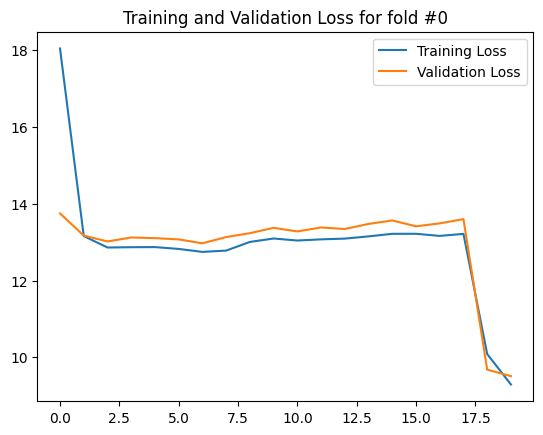 Training and Validation Loss for fold #0
Training Loss
Validation Loss
18
16
14
12
10
0.0 2.5 5.0 7.5 10.0 12.5 15.0 17.5